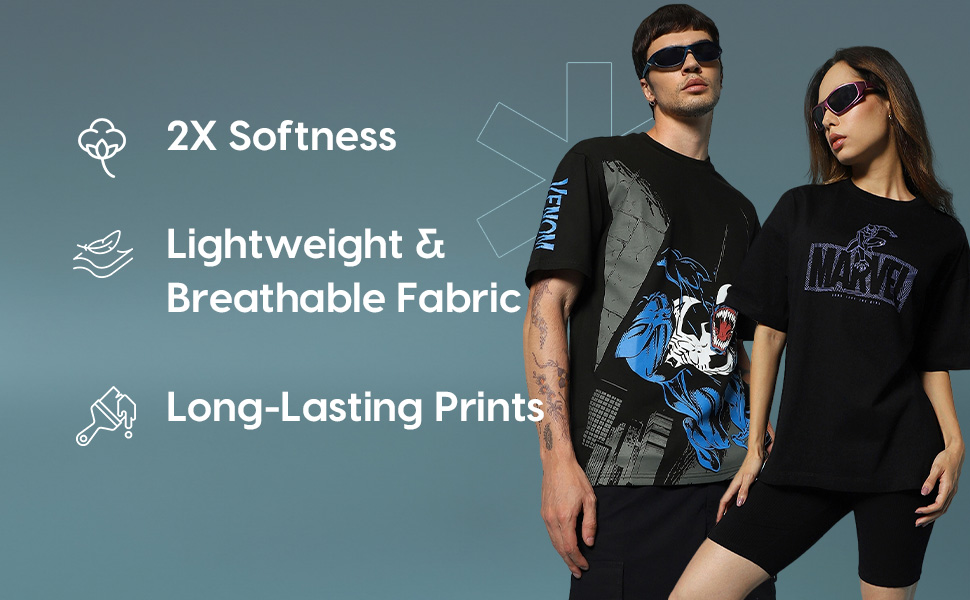 2X Softness
Lightweight &
Breathable Fabric
Long-Lasting Prints
VENOM
MARVEL